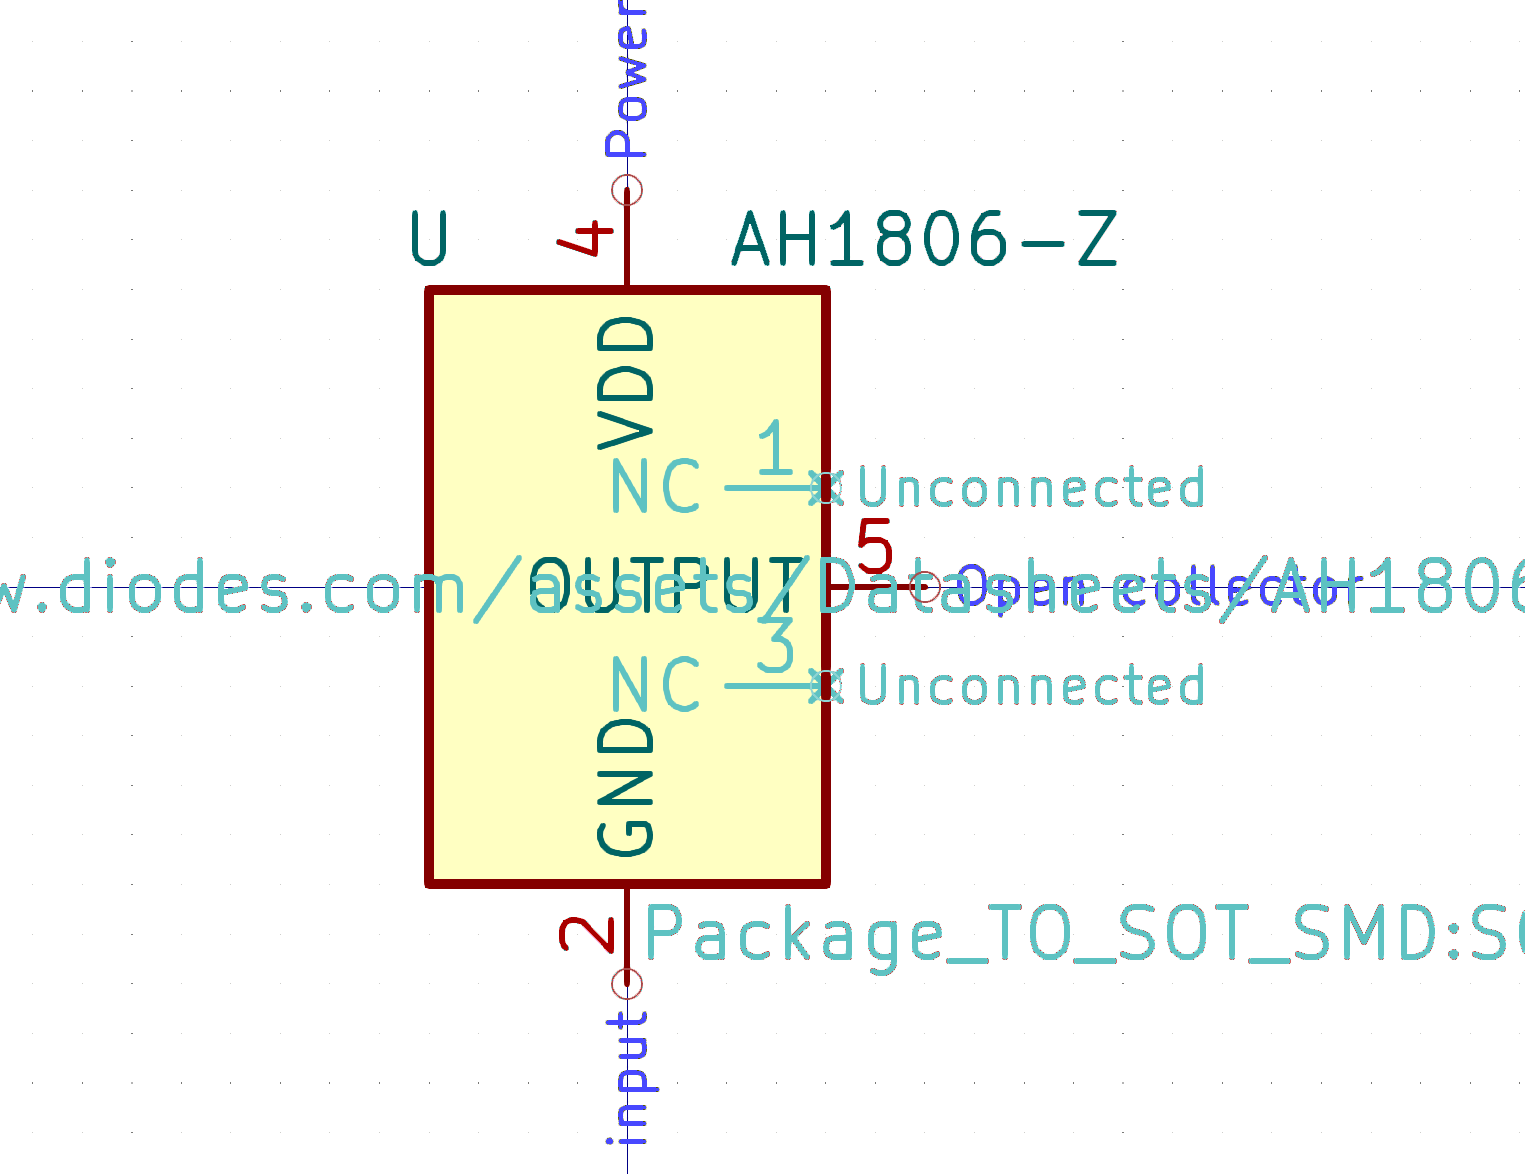 Power
U
4
AH1806-Z
VDD
1
NC
Unconnected
5
OUTPUT
w.diodes.com/assets/Datasheets/AH1806
Open collector
3
NC
Unconnected
GND
2
Package_TO_SOT_SMD:SO
input